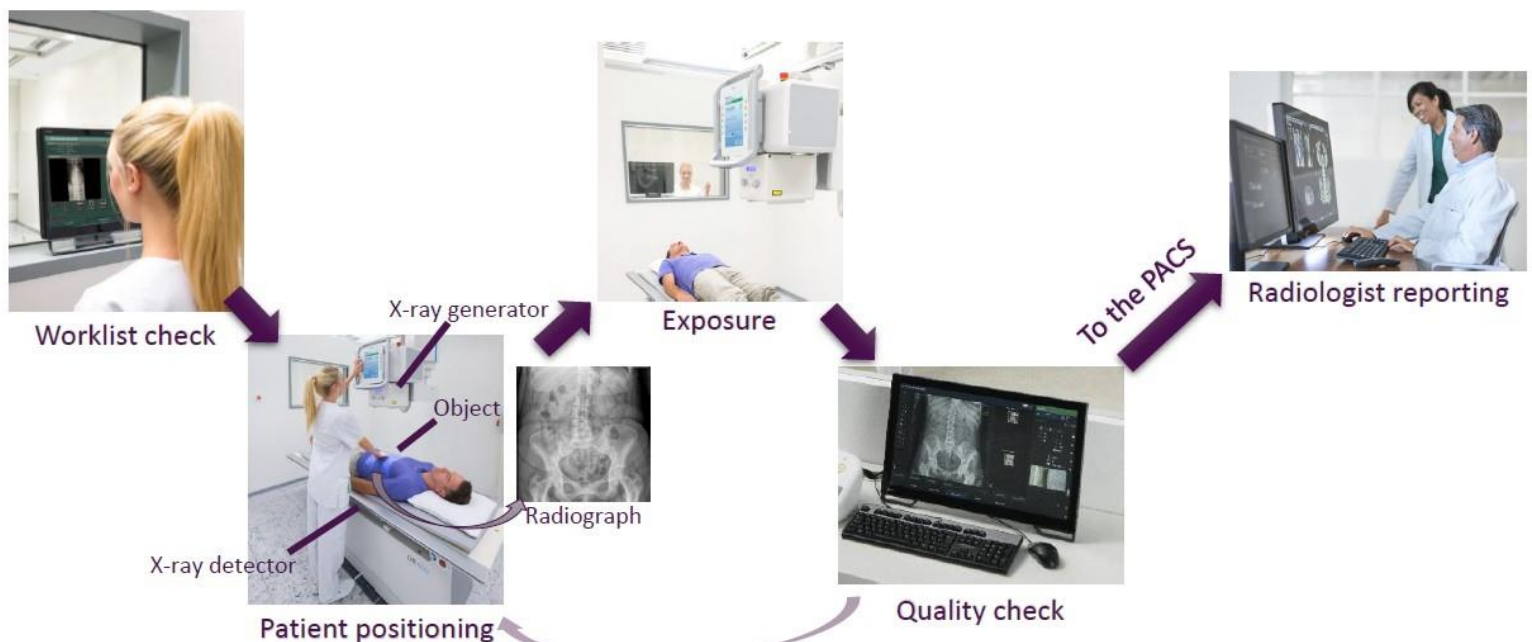 Worklist check
X-ray generator
Object
X-ray detector
Radiograph
Patient positioning
Exposure
Quality check
To the PACS
Radiologist reporting